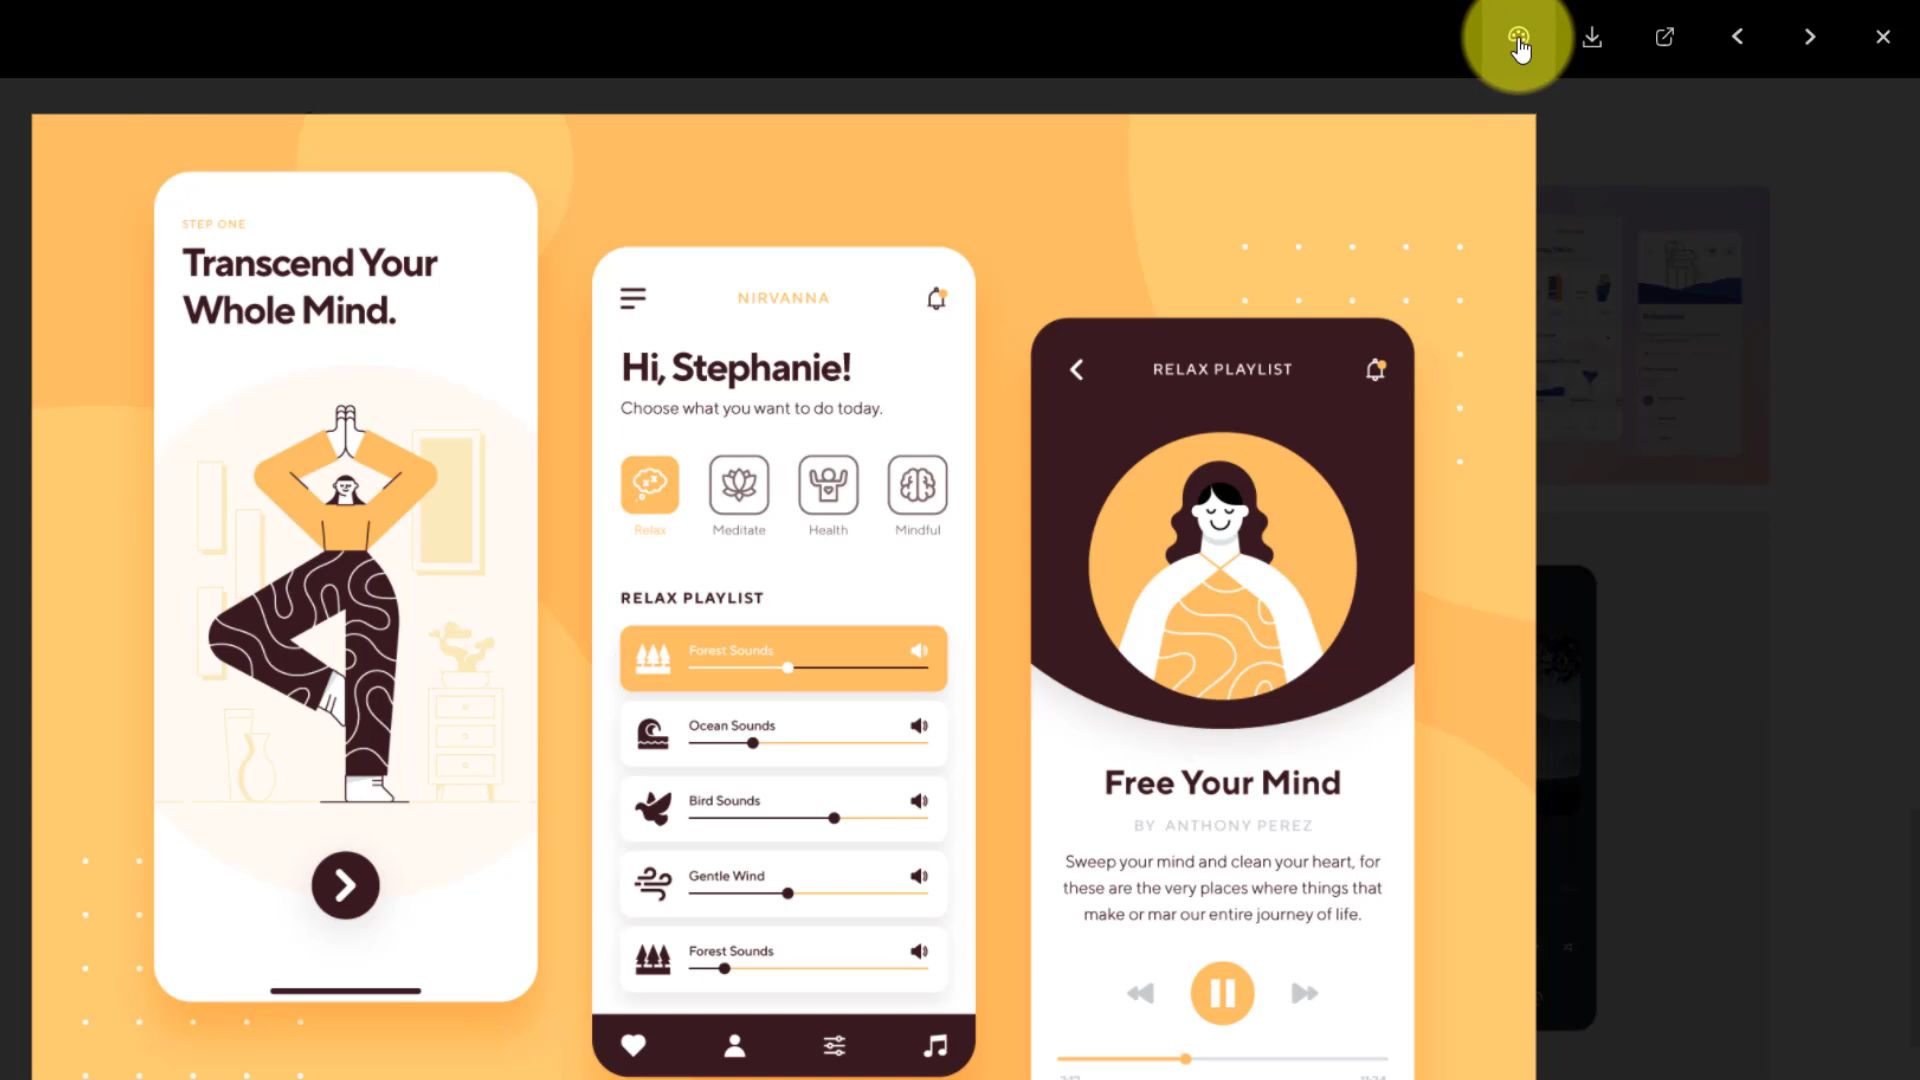 STEP ONE
Transcend Your
Whole Mind.
NIRVANNA
Hi, Stephanie!
Choose what you want to do today.
Relax
Meditate
Health
Mindful
RELAX PLAYLIST
Forest Sounds
Ocean Sounds
Bird Sounds
Gentle Wind
Forest Sounds
RELAX PLAYLIST
Free Your Mind
BY ANTHONY PEREZ
Sweep your mind and clean your heart, for
these are the very places where things that
make or mar our entire journey of life.